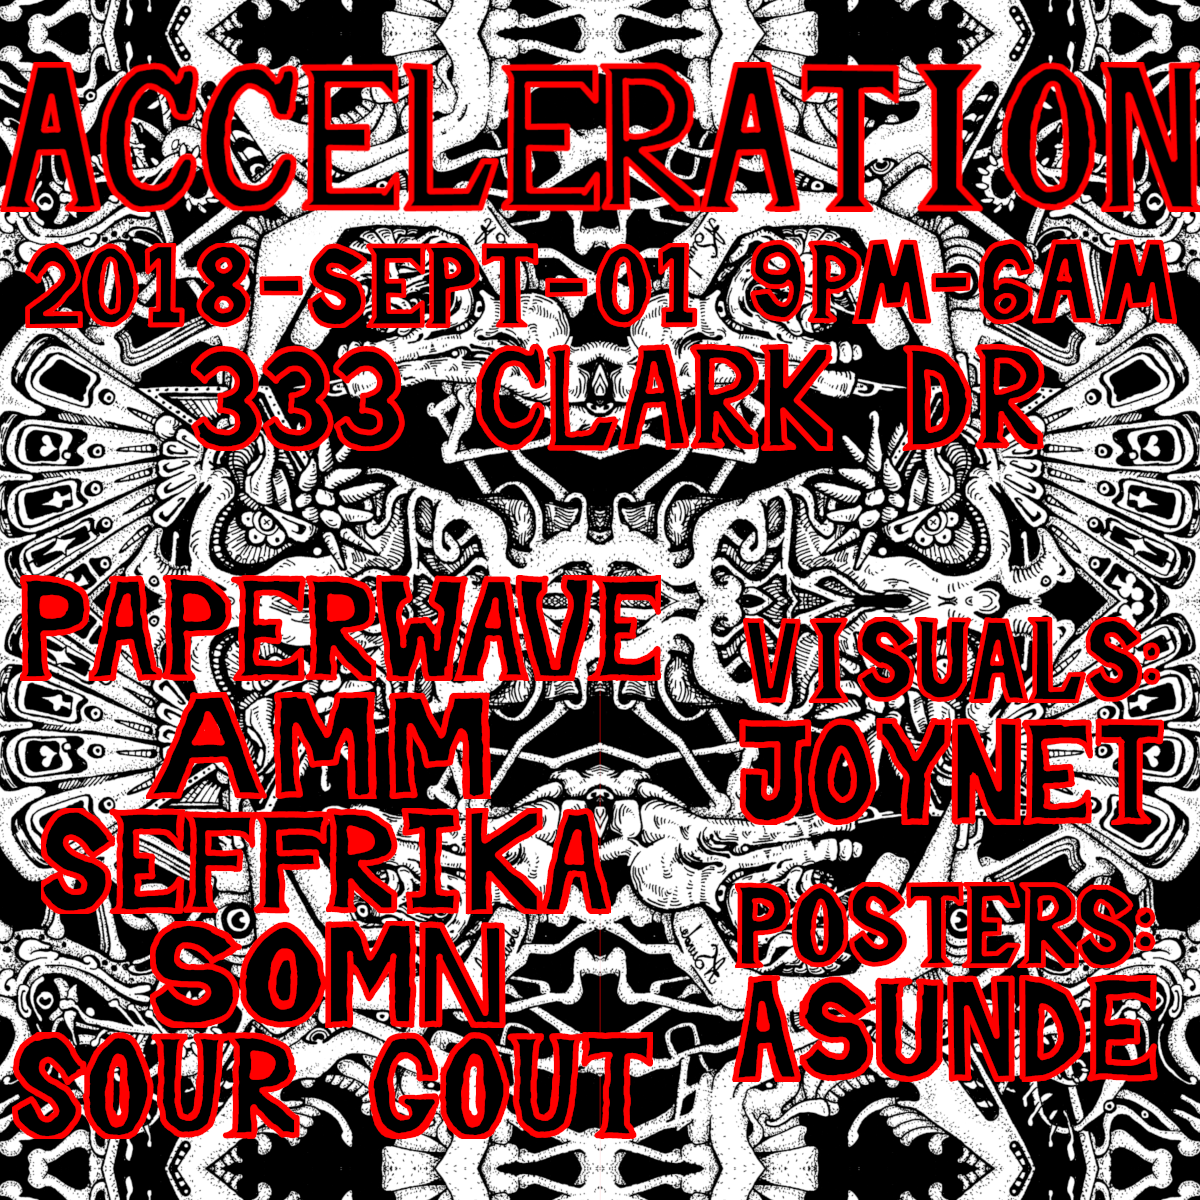 ACCELERATION
2018-SEPT-01 9PM-6AM
333 CLARK DR
PAPERWAVE
AMM
SEFFRIKA
SOMN
SOUR GOUT
VISUALS:
JOYNET
POSTERS:
ASUNDE